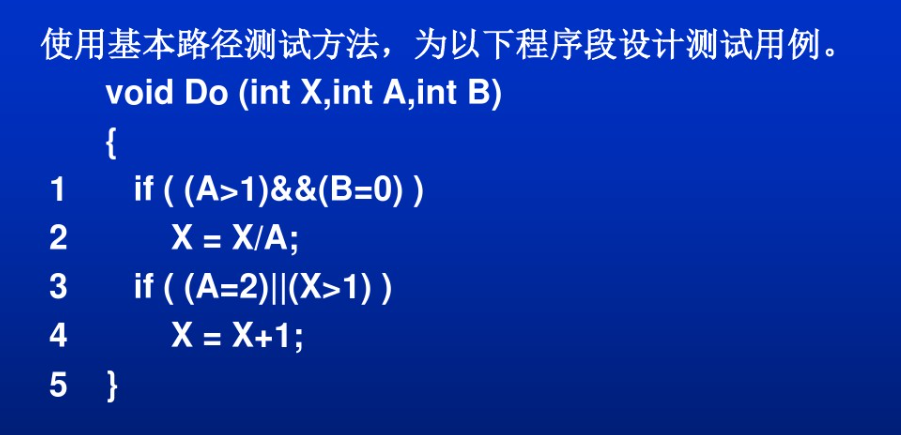 使用基本路径测试方法，为以下程序段设计测试用例。
void Do (int X,int A,int B)
{
1 if ( (A>1)&&(B=0) )
2 X = X/A;
3 if ( (A=2)||(X>1) )
4 X = X+1;
5 }